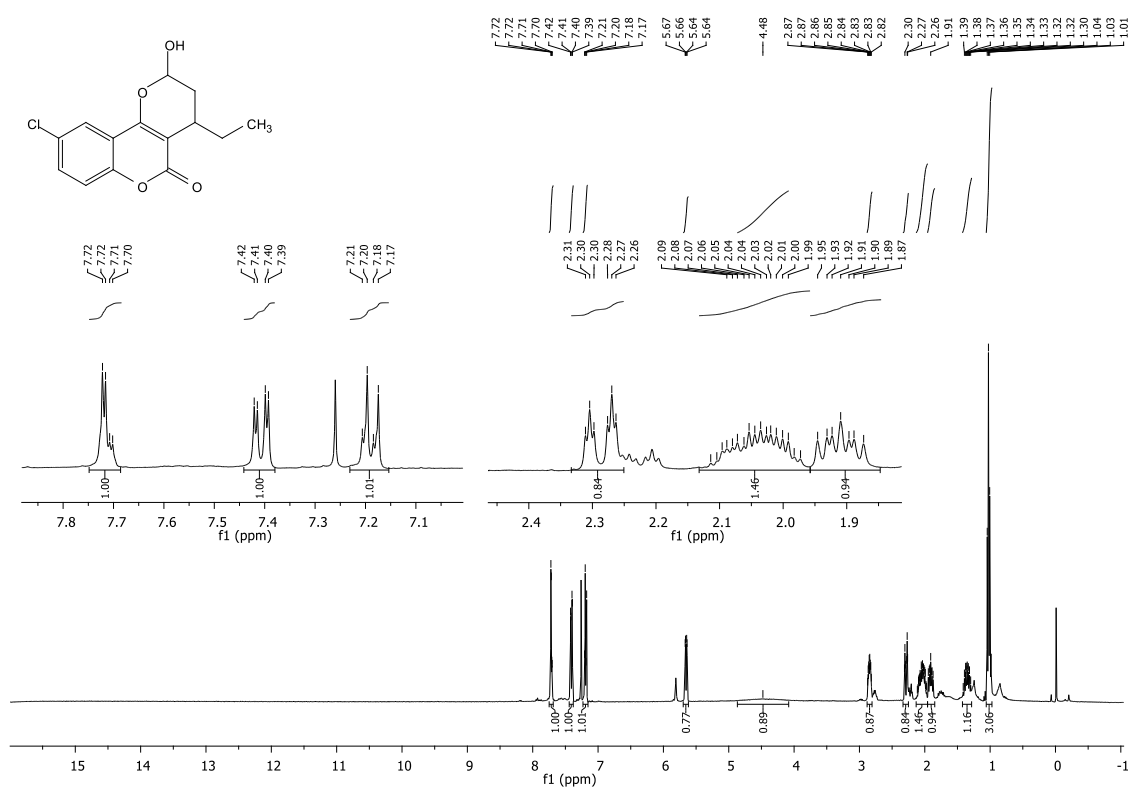 7.72 7.72 7.71 7.70 7.42 7.41 7.40 7.39 7.21 7.20 7.18 7.17 5.67 5.66 5.64 5.64 4.48 2.87 2.87 2.86 2.85 2.84 2.83 2.83 2.82 2.30 2.27 2.26 1.91 1.39 1.38 1.37 1.36 1.35 1.34 1.33 1.32 1.32 1.30 1.04 1.03 1.01
OH
O
Cl
CH3
O
O
7.72 7.72 7.71 7.70 7.42 7.41 7.40 7.39 7.21 7.20 7.18 7.17
2.31 2.30 2.30 2.28 2.27 2.26 2.09 2.08 2.07 2.06 2.05 2.04 2.04 2.03 2.02 2.01 2.00 1.99 1.95 1.93 1.92 1.91 1.90 1.89 1.87
1.00 1.00 1.01
0.84 1.46 0.94
7.8 7.7 7.6 7.5 7.4 7.3 7.2 7.1
f1 (ppm)
2.4 2.3 2.2 2.1 2.0 1.9
f1 (ppm)
1.00 1.00 1.01 0.77 0.89 0.87 0.84 1.46 0.94 1.16 3.06
15 14 13 12 11 10 9 8 7 6 5 4 3 2 1 0 -1
f1 (ppm)